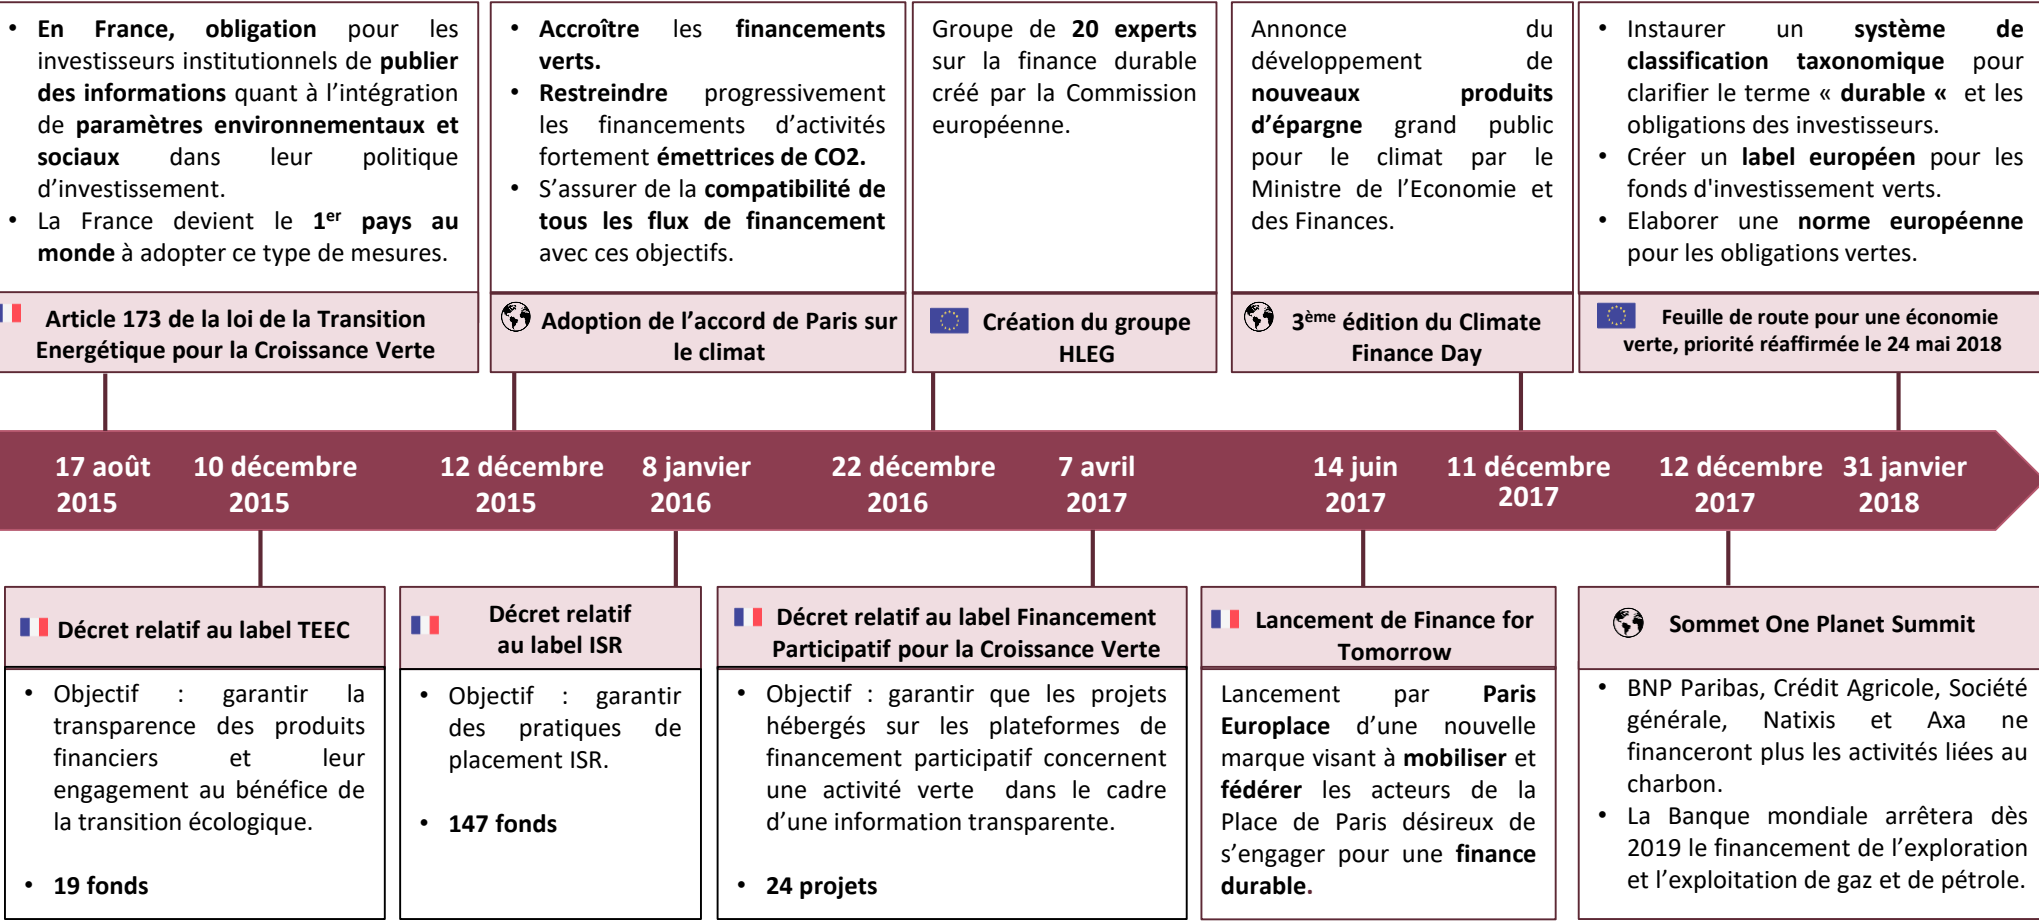 • En France, obligation pour les
investisseurs institutionnels de publier
des informations quant à l’intégration
de paramètres environnementaux et
sociaux dans leur politique
d’investissement.
• La France devient le 1er pays au
monde à adopter ce type de mesures.
Article 173 de la loi de la Transition
Energétique pour la Croissance Verte
• Accroître les financements
verts.
• Restreindre progressivement
les financements d’activités
fortement émettrices de CO2.
• S’assurer de la compatibilité de
tous les flux de financement
avec ces objectifs.
Adoption de l’accord de Paris sur
le climat
Groupe de 20 experts
sur la finance durable
créé par la Commission
européenne.
Création du groupe
HLEG
Annonce du
développement de
nouveaux produits
d’épargne grand public
pour le climat par le
Ministre de l’Economie et
des Finances.
3ème édition du Climate
Finance Day
• Instaurer un système de
classification taxonomique pour
clarifier le terme « durable « et les
obligations des investisseurs.
• Créer un label européen pour les
fonds d'investissement verts.
• Elaborer une norme européenne
pour les obligations vertes.
Feuille de route pour une économie
verte, priorité réaffirmée le 24 mai 2018
17 août
2015
10 décembre
2015
12 décembre
2015
8 janvier
2016
22 décembre
2016
7 avril
2017
14 juin
2017
11 décembre
2017
12 décembre
2017
31 janvier
2018
Décret relatif au label TEEC
• Objectif : garantir la
transparence des produits
financiers et leur
engagement au bénéfice de
la transition écologique.
• 19 fonds
Décret relatif
au label ISR
• Objectif : garantir
des pratiques de
placement ISR.
• 147 fonds
Décret relatif au label Financement
Participatif pour la Croissance Verte
• Objectif : garantir que les projets
hébergés sur les plateformes de
financement participatif concernent
une activité verte dans le cadre
d’une information transparente.
• 24 projets
Lancement de Finance for
Tomorrow
Lancement par Paris
Europlace d’une nouvelle
marque visant à mobiliser et
fédérer les acteurs de la
Place de Paris désireux de
s’engager pour une finance
durable.
Sommet One Planet Summit
• BNP Paribas, Crédit Agricole, Société
générale, Natixis et Axa ne
financeront plus les activités liées au
charbon.
• La Banque mondiale arrêtera dès
2019 le financement de l’exploration
et l’exploitation de gaz et de pétrole.